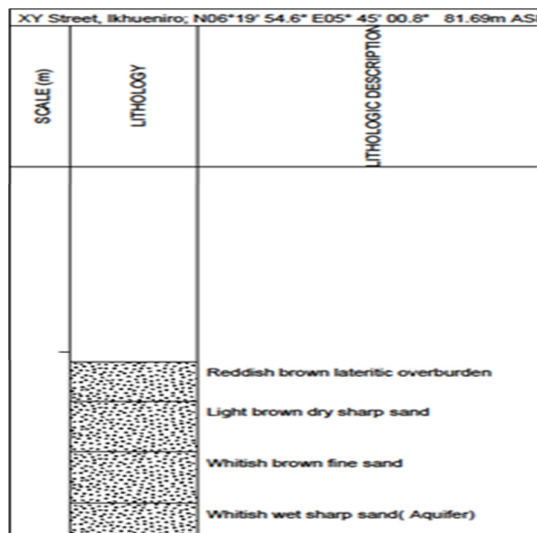 XY Street, Ikhueniro; N06°19' 54.6" E05° 45' 00.8" 81.69m AS
SCALE (m)
LITHOLOGY
LITHOLOGIC DESCRIPTION
Reddish brown lateritic overburden
Light brown dry sharp sand
Whitish brown fine sand
Whitish wet sharp sand( Aquifer)